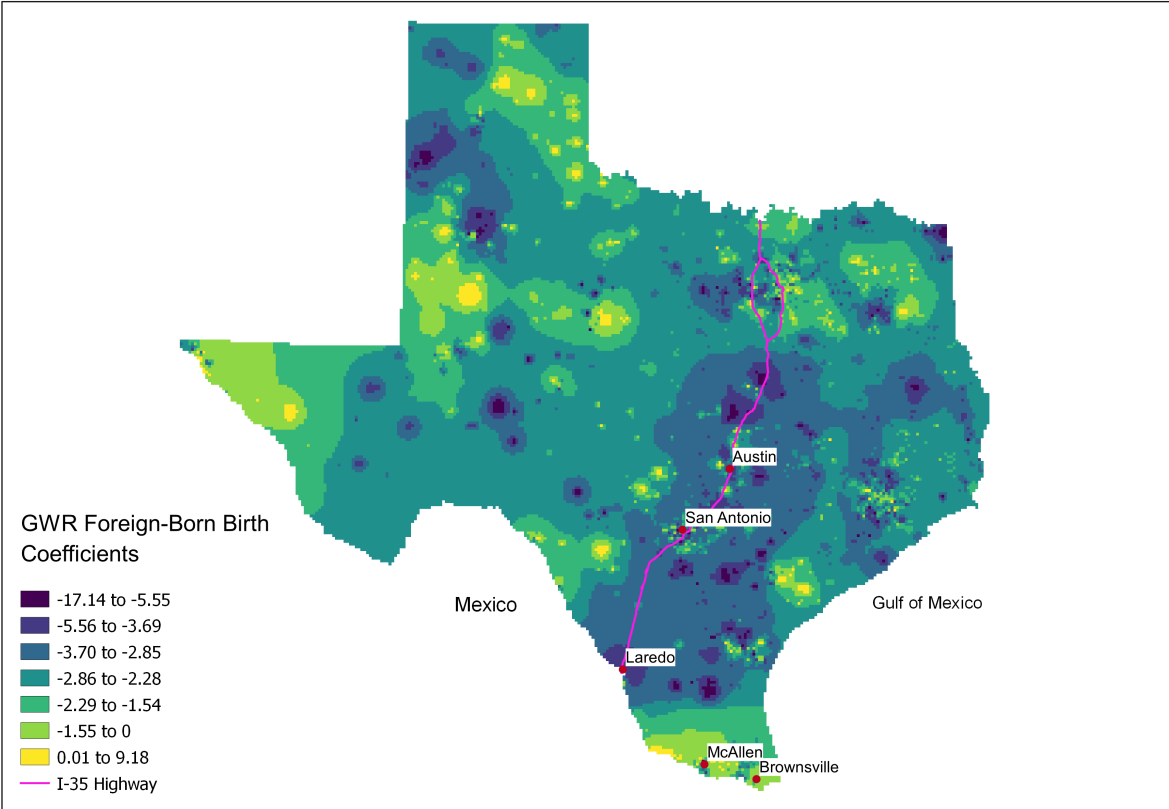 Austin
San Antonio
GWR Foreign-Born Birth
Coefficients
-17.14 to -5.55
-5.56 to -3.69
-3.70 to -2.85
-2.86 to -2.28
-2.29 to -1.54
-1.55 to 0
0.01 to 9.18
I-35 Highway
Mexico
Gulf of Mexico
Laredo
McAllen
Brownsville